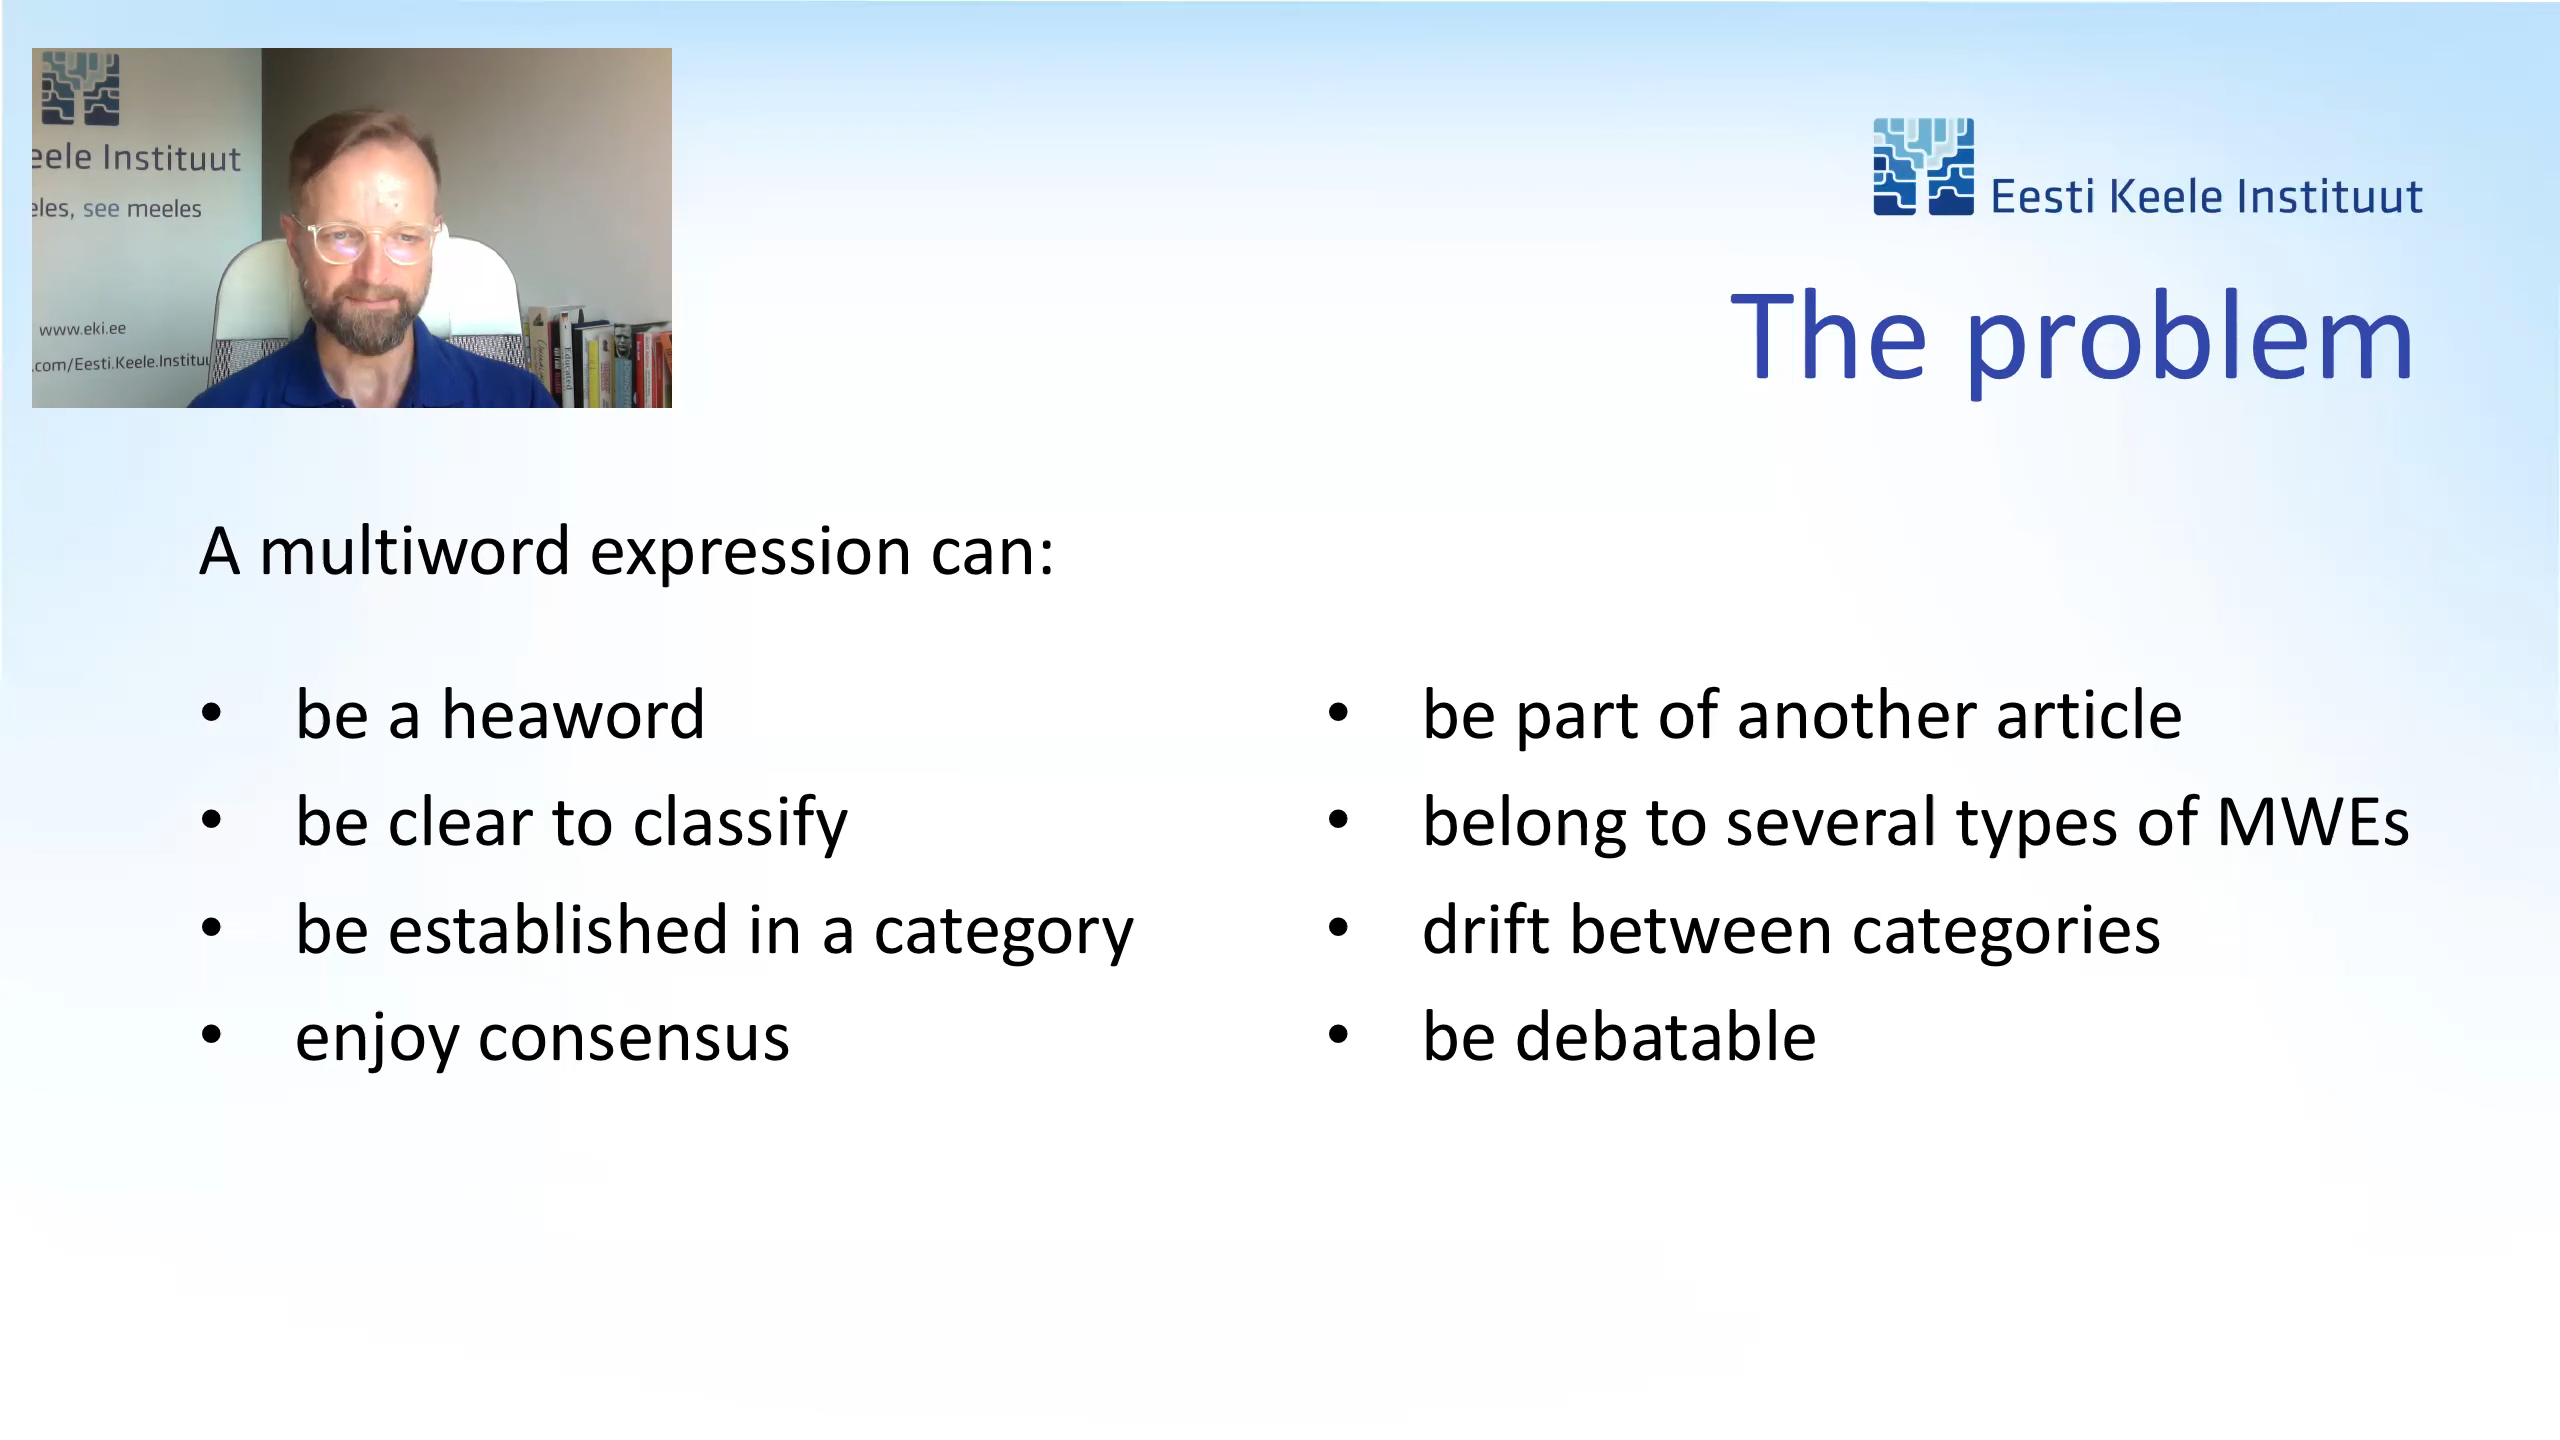 eele Instituut
eles, see meeles
www.eki.ee
.com/Eesti.Keele.Instituu
Eesti Keele Instituut
The problem
A multiword expression can:
• be a heaword
• be clear to classify
• be established in a category
• enjoy consensus
• be part of another article
• belong to several types of MWEs
• drift between categories
• be debatable